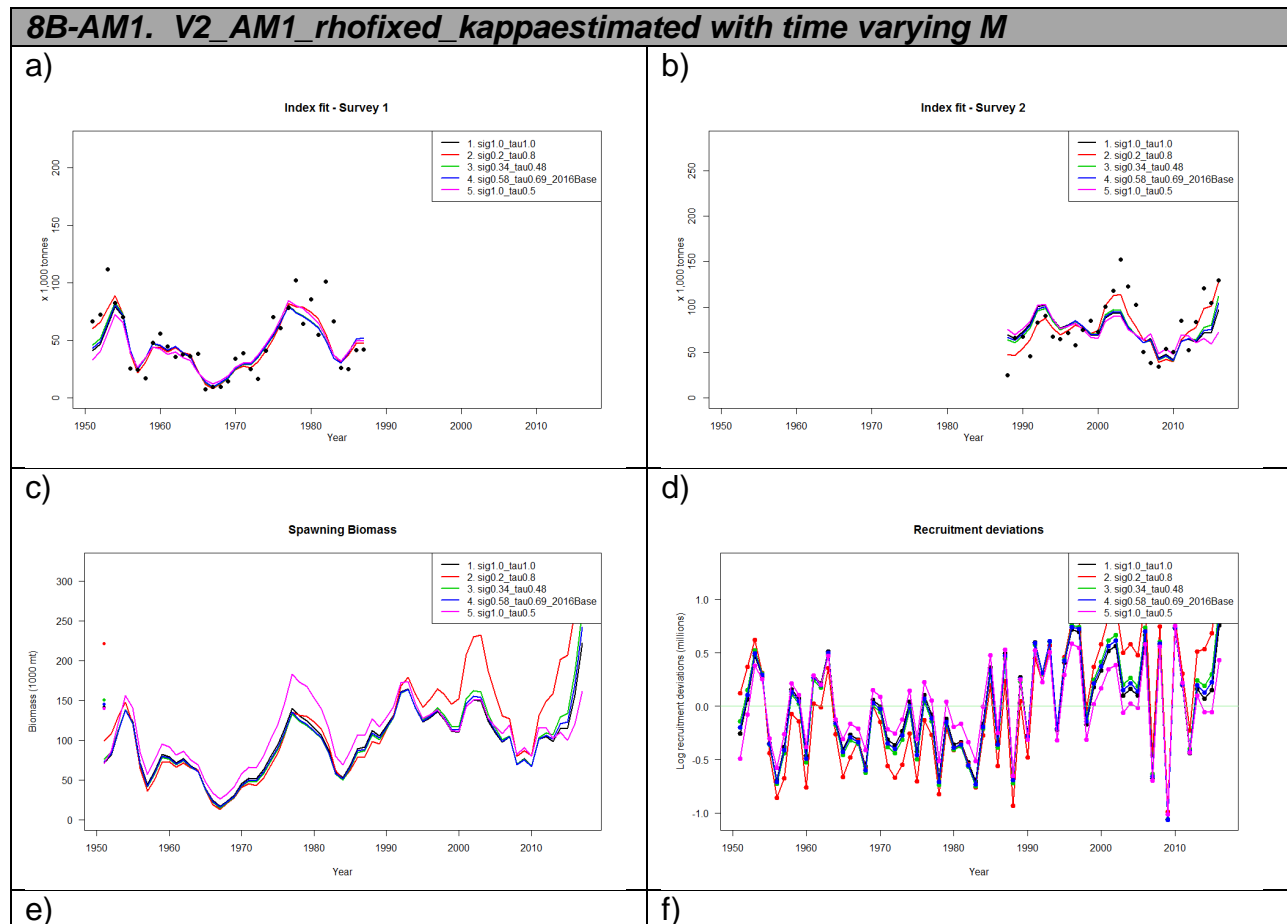 8B-AM1. V2_AM1_rhofixed_kappaestimated with time varying M
a)
Index fit - Survey 1
1. sig1.0_tau1.0
2. sig0.2_tau0.8
3. sig0.34_tau0.48
4. sig0.58_tau0.69_2016Base
5. sig1.0_tau0.5
x 1,000 tonnes
0 50 100 150 200
1950 1960 1970 1980 1990 2000 2010
Year
b)
Index fit - Survey 2
1. sig1.0_tau1.0
2. sig0.2_tau0.8
3. sig0.34_tau0.48
4. sig0.58_tau0.69_2016Base
5. sig1.0_tau0.5
x 1,000 tonnes
0 50 100 150 200 250
1950 1960 1970 1980 1990 2000 2010
Year
c)
Spawning Biomass
1. sig1.0_tau1.0
2. sig0.2_tau0.8
3. sig0.34_tau0.48
4. sig0.58_tau0.69_2016Base
5. sig1.0_tau0.5
Biomass (1000 mt)
0 50 100 150 200 250 300
1950 1960 1970 1980 1990 2000 2010
Year
d)
Recruitment deviations
1. sig1.0_tau1.0
2. sig0.2_tau0.8
3. sig0.34_tau0.48
4. sig0.58_tau0.69_2016Base
5. sig1.0_tau0.5
Log recruitment deviations (millions)
-1.0 -0.5 0.0 0.5 1.0
1950 1960 1970 1980 1990 2000 2010
Year
e)
f)